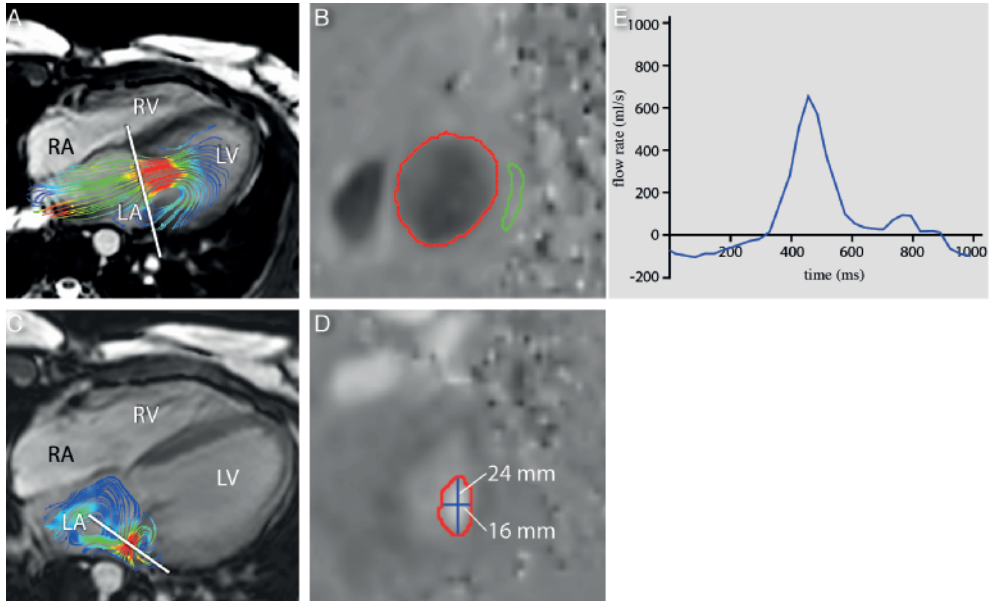 A
RV
RA
LV
LA
B
E
flow rate (ml/s)
1000
800
600
400
200
0
-200
200
400
600
800
1000
time (ms)
C
RV
RA
LV
LA
D
24 mm
16 mm